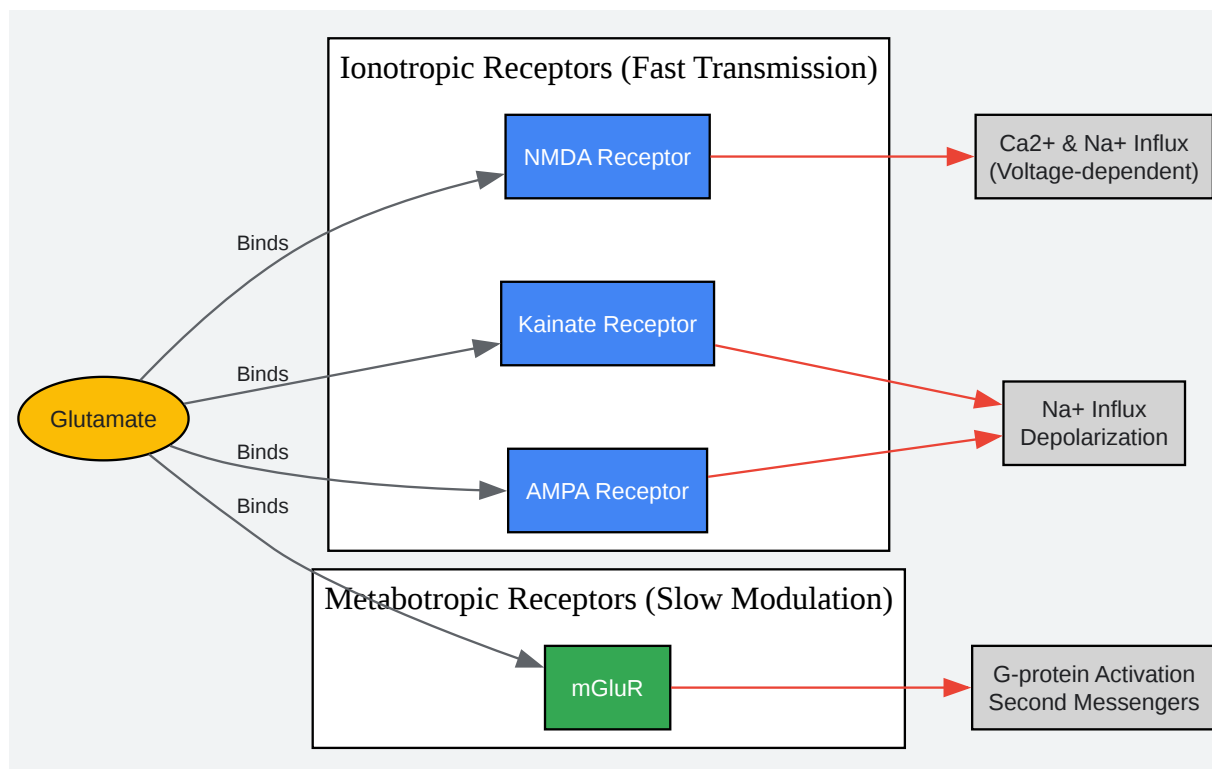 Ionotropic Receptors (Fast Transmission)
NMDA Receptor
Ca2+ & Na+ Influx
(Voltage-dependent)
Binds
Kainate Receptor
Binds
Glutamate
Na+ Influx
Depolarization
Binds
AMPA Receptor
Binds
Metabotropic Receptors (Slow Modulation)
mGluR
G-protein Activation
Second Messengers